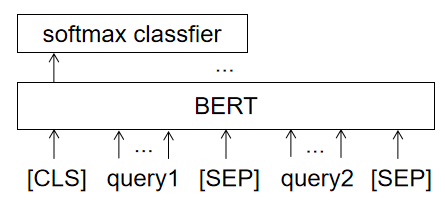 softmax classfier
...
BERT
... ...
[CLS] query1 [SEP] query2 [SEP]